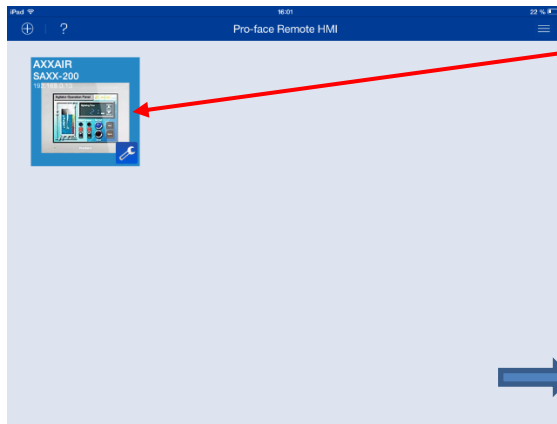 iPad 16:01 22 %
? Pro-face Remote HMI
AXXAIR
SAXX-200